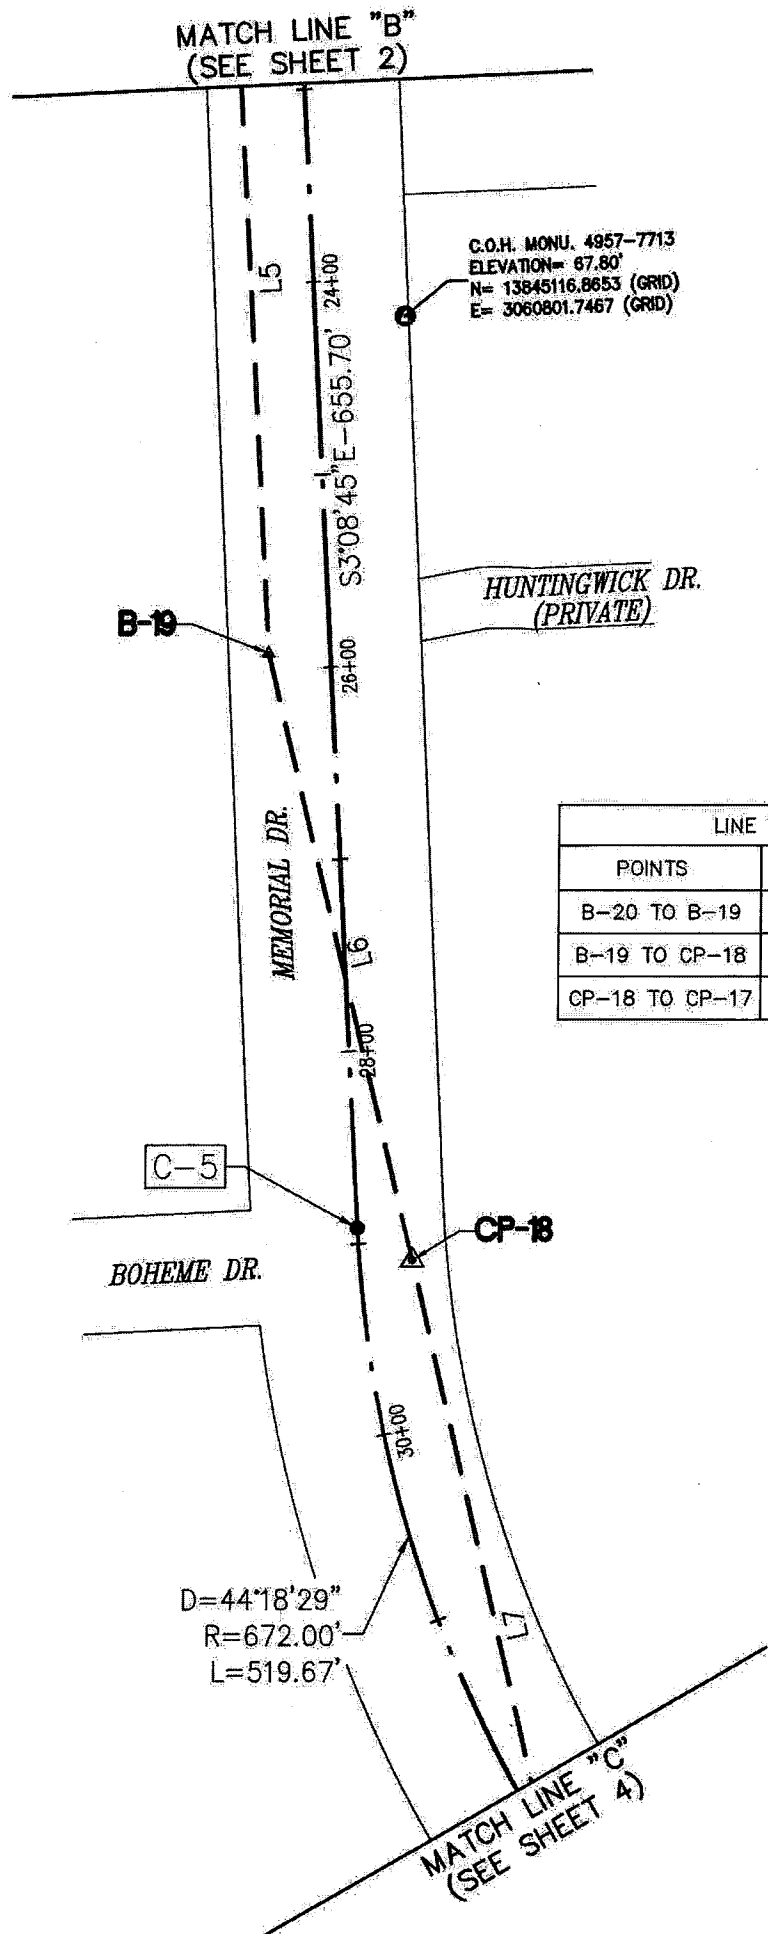 MATCH LINE "B"
(SEE SHEET 2)
L5
24+00
C.O.H. MONU. 4957-7713
ELEVATION= 67.80'
N= 13845116.8653 (GRID)
E= 3060801.7467 (GRID)
S3°08'45"E-655.70'
HUNTINGWICK DR.
(PRIVATE)
B-19
26+00
MEMORIAL DR.
LINE
POINTS
B-20 TO B-19
B-19 TO CP-18
CP-18 TO CP-17
L6
28+00
C-5
CP-18
BOHEME DR.
30+00
D=44°18'29"
R=672.00'
L=519.67'
L7
MATCH LINE "C"
(SEE SHEET 4)